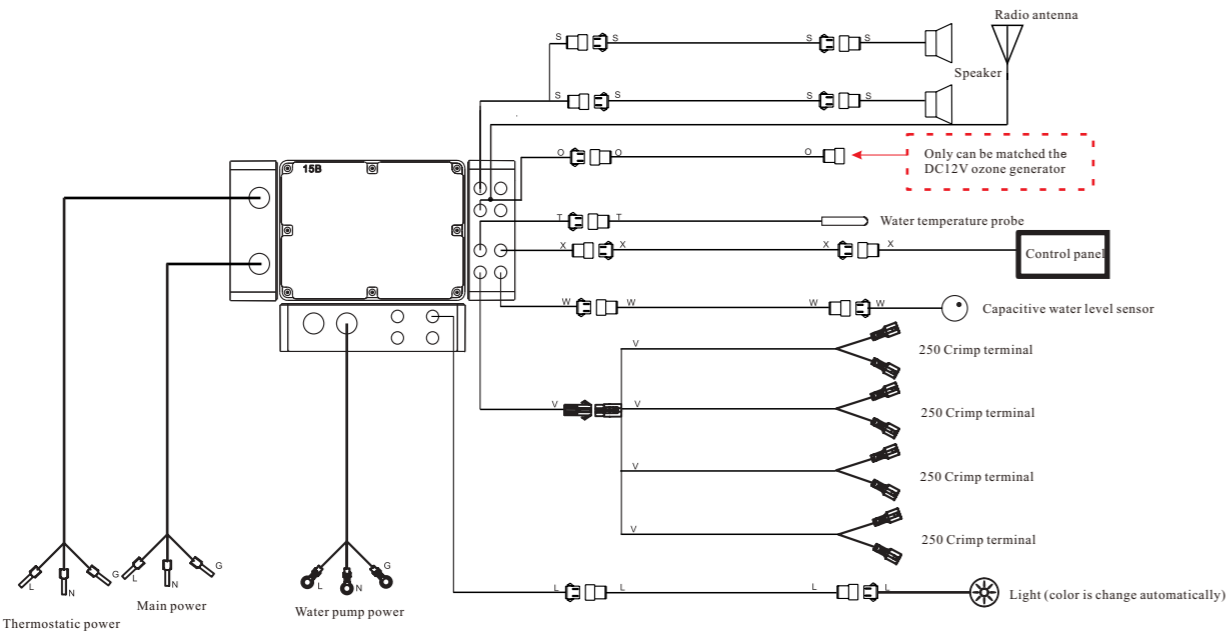 Radio antenna
S S S S
Speaker
S S S S
15B
O O O
Only can be matched the
DC12V ozone generator
T T
Water temperature probe
X X X X
Control panel
W W W W
Capacitive water level sensor
V
250 Crimp terminal
V V
250 Crimp terminal
V
250 Crimp terminal
V
250 Crimp terminal
L N G
Thermostatic power
L N G
Main power
L N G
Water pump power
L L L L
Light (color is change automatically)